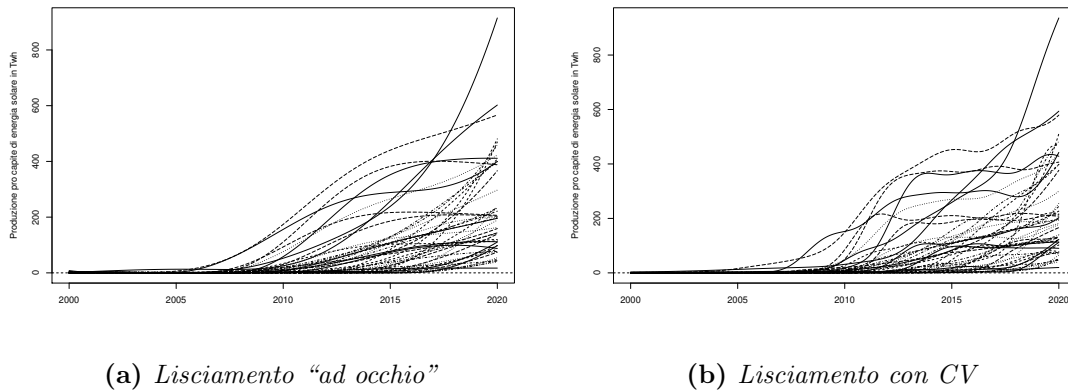 Produzione pro capite di energia solare in Twh
800
600
400
200
0
2000 2005 2010 2015 2020
(a) Lisciamento “ad occhio”
Produzione pro capite di energia solare in Twh
800
600
400
200
0
2000 2005 2010 2015 2020
(b) Lisciamento con CV